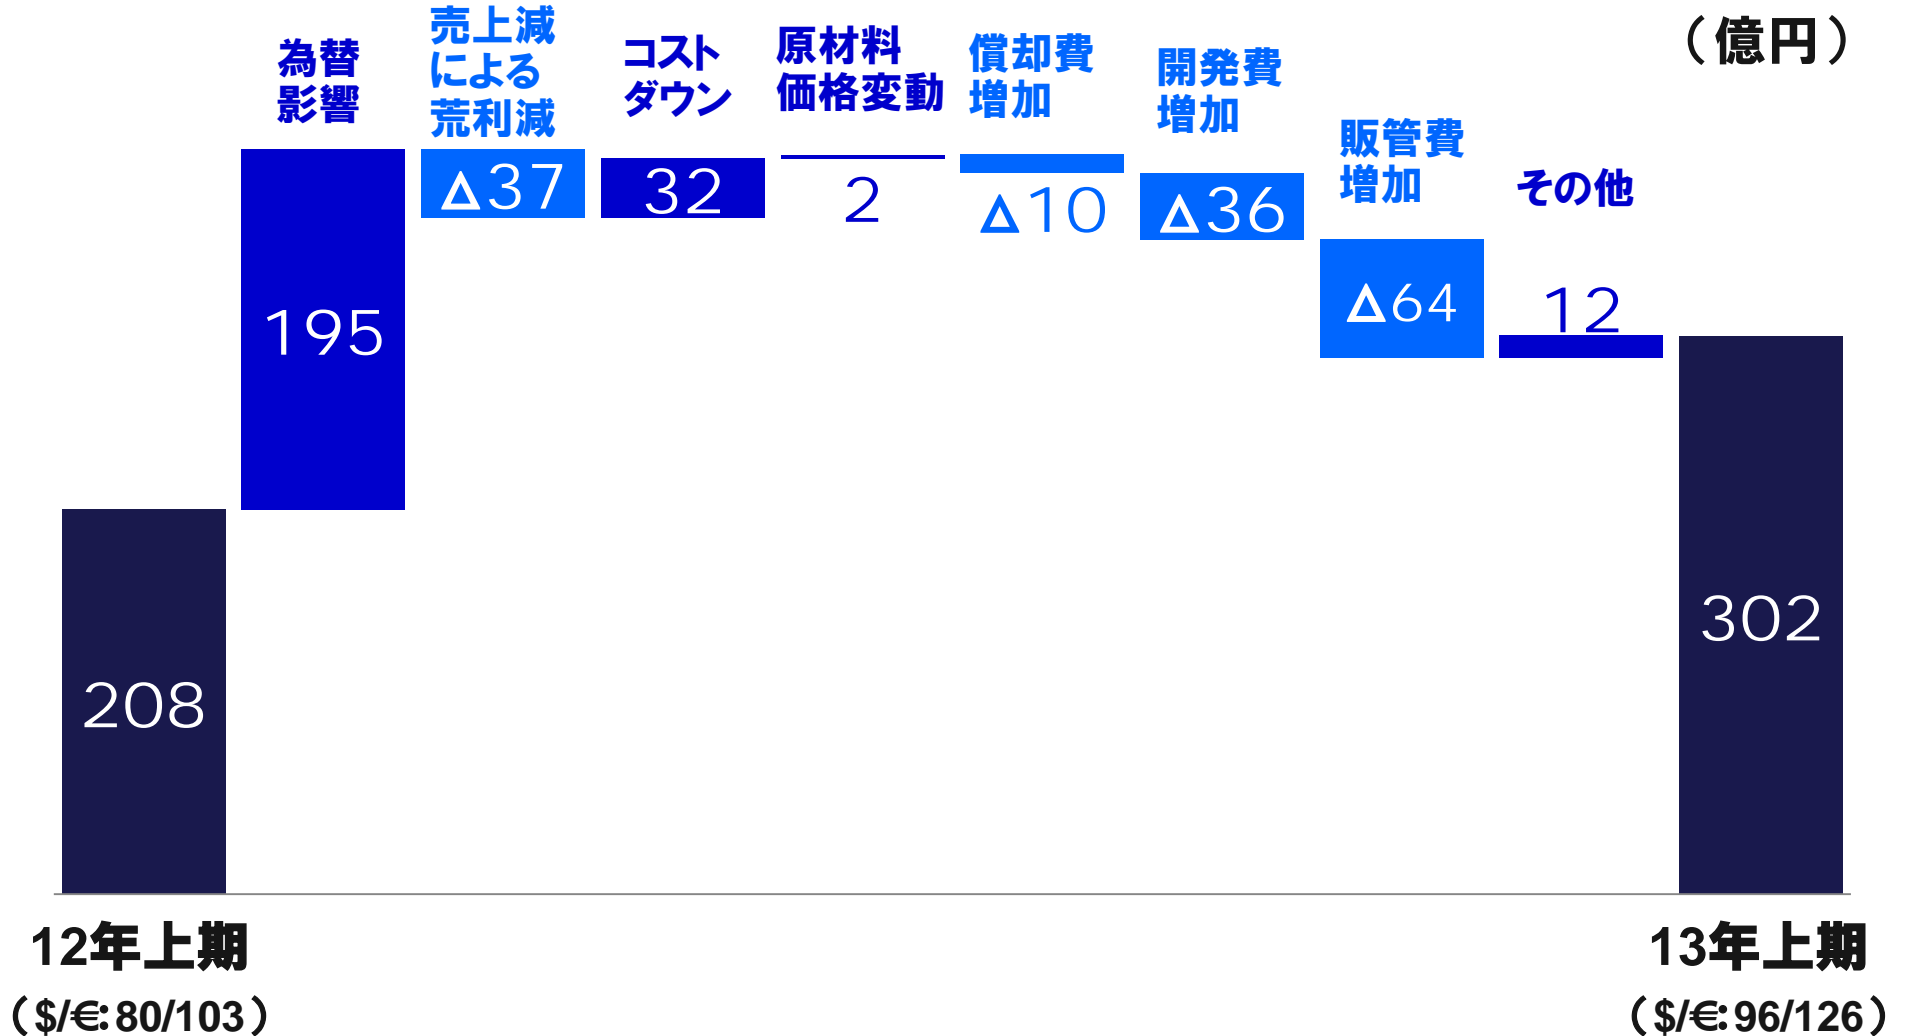 （億円）
為替
影響
売上減
による
荒利減
コスト
ダウン
原材料
価格変動
償却費
増加
開発費
増加
販管費
増加
その他
208
195
△37
32
2
△10
△36
△64
12
302
12年上期
（$/€:80/103）
13年上期
（$/€:96/126）